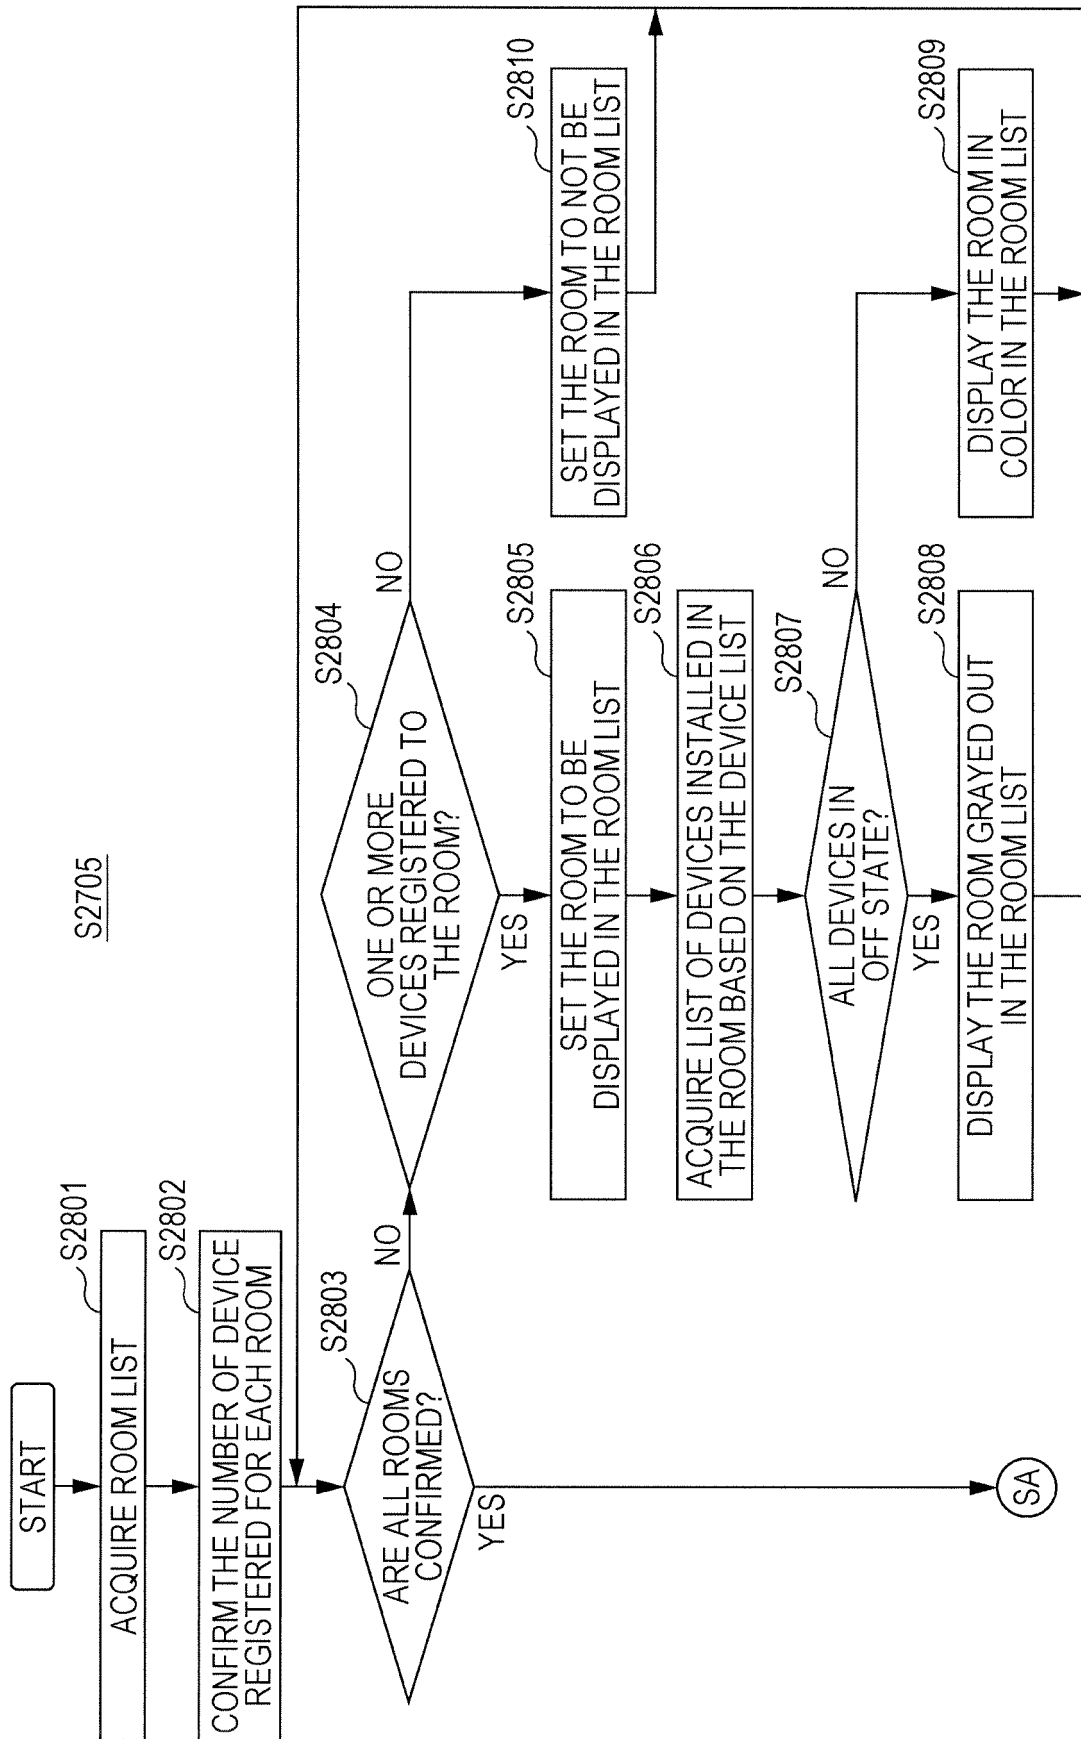 S2705
START
S2801
ACQUIRE ROOM LIST
S2802
CONFIRM THE NUMBER OF DEVICE
REGISTERED FOR EACH ROOM
S2803
ARE ALL ROOMS
CONFIRMED?
NO
YES
S2804
ONE OR MORE
DEVICES REGISTERED TO
THE ROOM?
NO
YES
S2810
SET THE ROOM TO NOT BE
DISPLAYED IN THE ROOM LIST
S2805
SET THE ROOM TO BE
DISPLAYED IN THE ROOM LIST
S2806
ACQUIRE LIST OF DEVICES INSTALLED IN
THE ROOM BASED ON THE DEVICE LIST
S2807
ALL DEVICES IN
OFF STATE?
NO
YES
S2809
DISPLAY THE ROOM IN
COLOR IN THE ROOM LIST
S2808
DISPLAY THE ROOM GRAYED OUT
IN THE ROOM LIST
SA